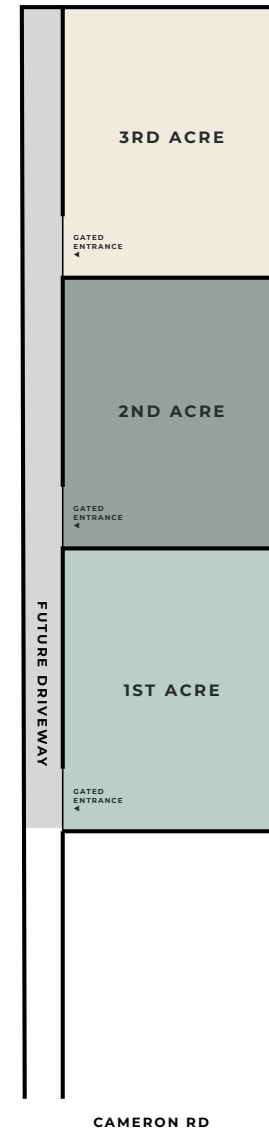 3RD ACRE
GATED
ENTRANCE
2ND ACRE
GATED
ENTRANCE
FUTURE DRIVEWAY
1ST ACRE
GATED
ENTRANCE
CAMERON RD